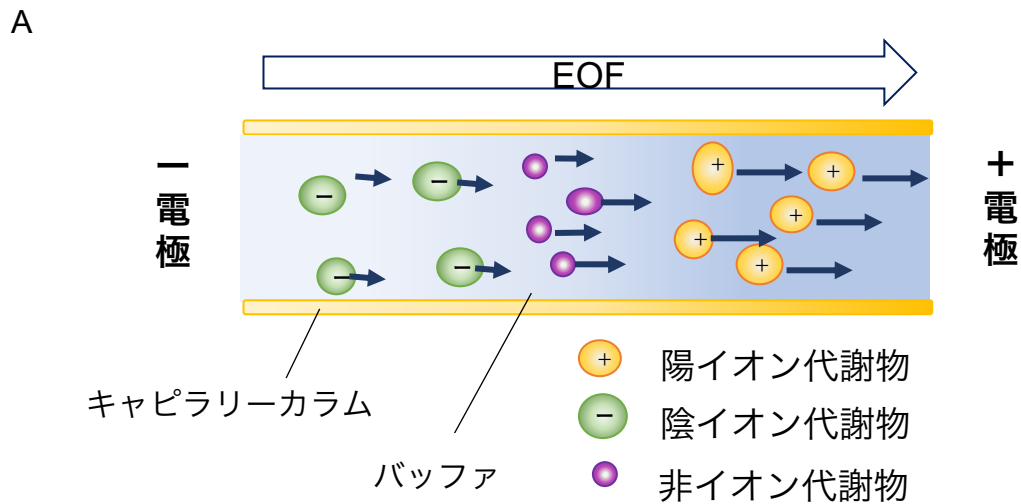 A
EOF
ー電極
＋電極
− − + +
− − + + +
キャピラリーカラム
バッファ
+ 陽イオン代謝物
− 陰イオン代謝物
非イオン代謝物